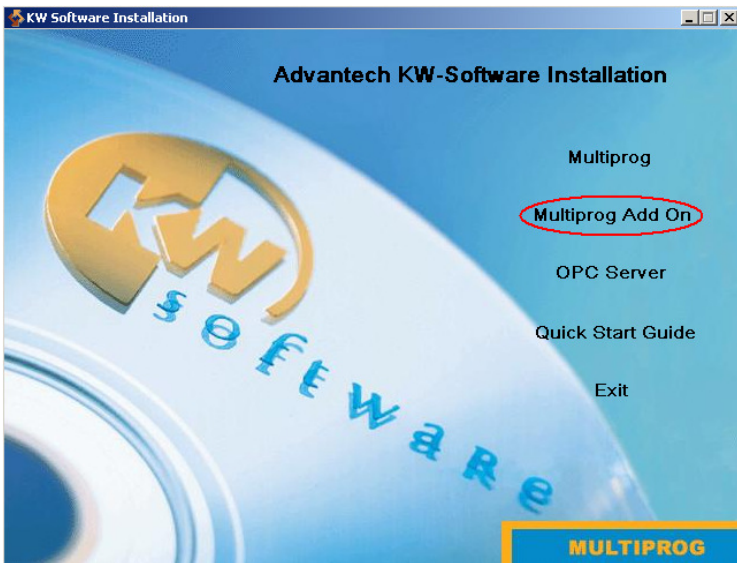 KW Software Installation
Advantech KW-Software Installation
Multiprog
Multiprog Add On
OPC Server
Quick Start Guide
Exit
KW
software
MULTIPROG